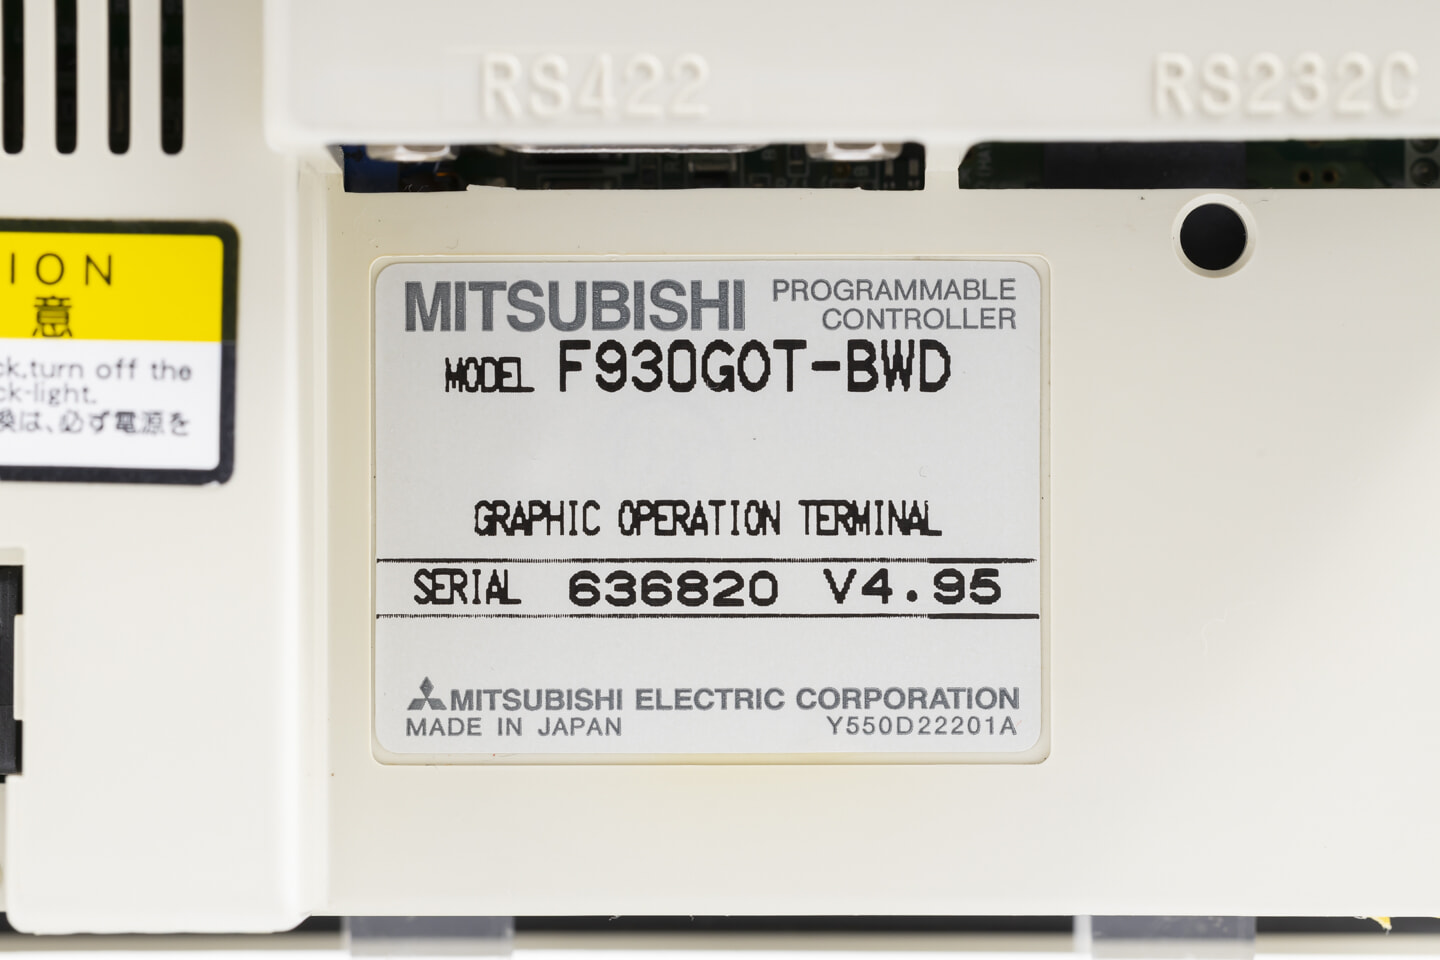 RS422
RS232C
ION
意
ck,turn off the
ck-light.
換は、必ず電源を
MITSUBISHI
PROGRAMMABLE
CONTROLLER
MODEL F930GOT-BWD
GRAPHIC OPERATION TERMINAL
SERIAL 636820 V4.95
MITSUBISHI ELECTRIC CORPORATION
MADE IN JAPAN Y550D22201A